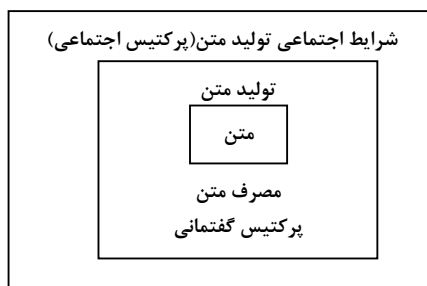 شرایط اجتماعی تولید متن(پرکتیس اجتماعی)
تولید متن
متن
مصرف متن
پرکتیس گفتمانی